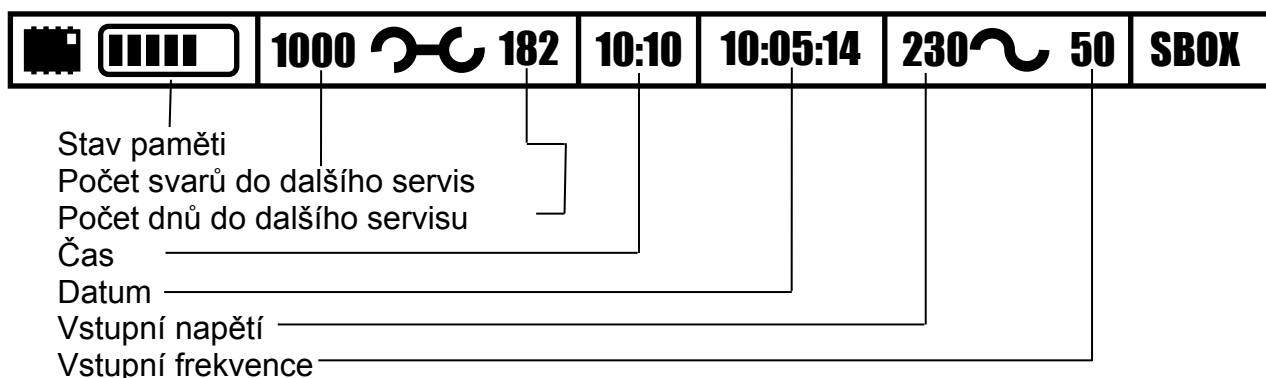 1000 182 10:10 10:05:14 230 50 SBOX
Stav paměti
Počet svarů do dalšího servis
Počet dnů do dalšího servisu
Čas
Datum
Vstupní napětí
Vstupní frekvence